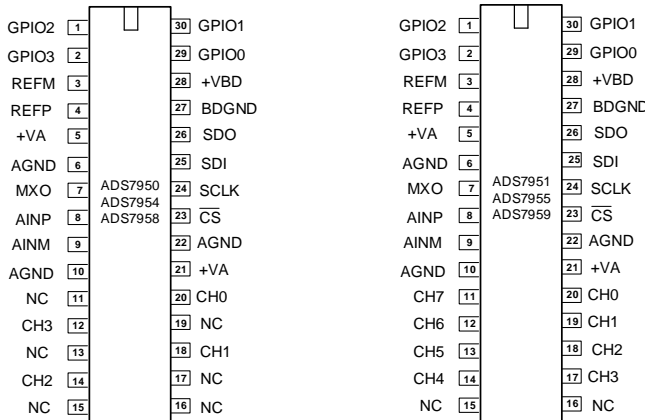 GPIO2 1 30 GPIO1
GPIO3 2 29 GPIO0
REFM 3 28 +VBD
REFP 4 27 BDGND
+VA 5 26 SDO
AGND 6 25 SDI
MXO 7 ADS7950 24 SCLK
ADS7954
AINP 8 ADS7958 23 CS
AINM 9 22 AGND
AGND 10 21 +VA
NC 11 20 CH0
CH3 12 19 NC
NC 13 18 CH1
CH2 14 17 NC
NC 15 16 NC
GPIO2 1 30 GPIO1
GPIO3 2 29 GPIO0
REFM 3 28 +VBD
REFP 4 27 BDGND
+VA 5 26 SDO
AGND 6 25 SDI
MXO 7 ADS7951 24 SCLK
ADS7955
AINP 8 ADS7959 23 CS
AINM 9 22 AGND
AGND 10 21 +VA
CH7 11 20 CH0
CH6 12 19 CH1
CH5 13 18 CH2
CH4 14 17 CH3
NC 15 16 NC